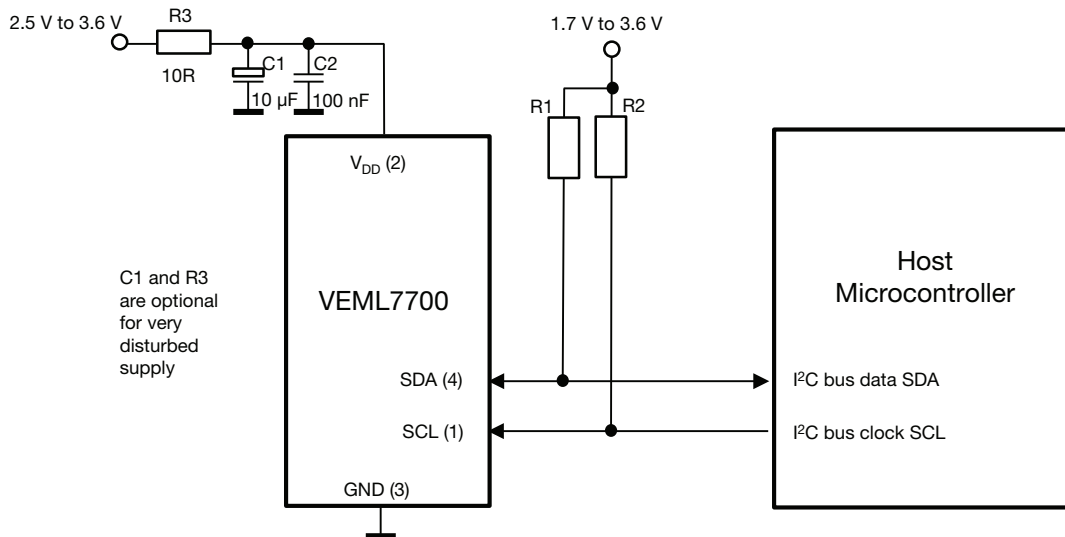 2.5 V to 3.6 V
R3
10R
C1
10 µF
C2
100 nF
1.7 V to 3.6 V
R1
R2
V_DD (2)
C1 and R3
are optional
for very
disturbed
supply
VEML7700
SDA (4)
SCL (1)
GND (3)
Host
Microcontroller
I²C bus data SDA
I²C bus clock SCL